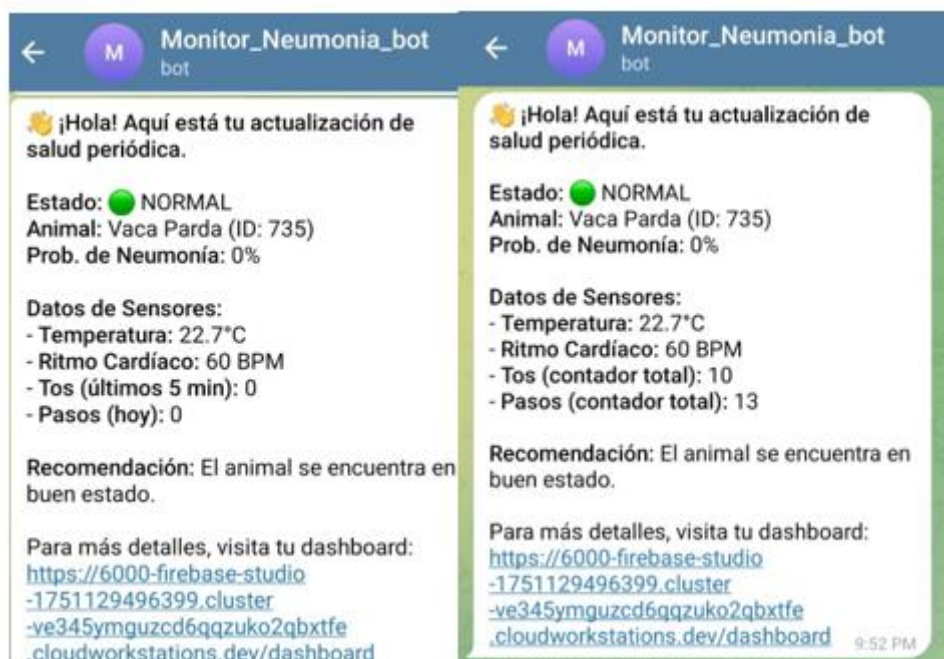 Monitor_Neumonia_bot
M
bot
👋 ¡Hola! Aquí está tu actualización de
salud periódica.
Estado: 🟢 NORMAL
Animal: Vaca Parda (ID: 735)
Prob. de Neumonía: 0%
Datos de Sensores:
- Temperatura: 22.7°C
- Ritmo Cardíaco: 60 BPM
- Tos (últimos 5 min): 0
- Pasos (hoy): 0
Recomendación: El animal se encuentra en
buen estado.
Para más detalles, visita tu dashboard:
https://6000-firebase-studio
-1751129496399.cluster
-ve345ymguzcd6qqzuko2qbxtfe
.cloudworkstations.dev/dashboard
Monitor_Neumonia_bot
M
bot
👋 ¡Hola! Aquí está tu actualización de
salud periódica.
Estado: 🟢 NORMAL
Animal: Vaca Parda (ID: 735)
Prob. de Neumonía: 0%
Datos de Sensores:
- Temperatura: 22.7°C
- Ritmo Cardíaco: 60 BPM
- Tos (contador total): 10
- Pasos (contador total): 13
Recomendación: El animal se encuentra en
buen estado.
Para más detalles, visita tu dashboard:
https://6000-firebase-studio
-1751129496399.cluster
-ve345ymguzcd6qqzuko2qbxtfe
.cloudworkstations.dev/dashboard
9:52 PM